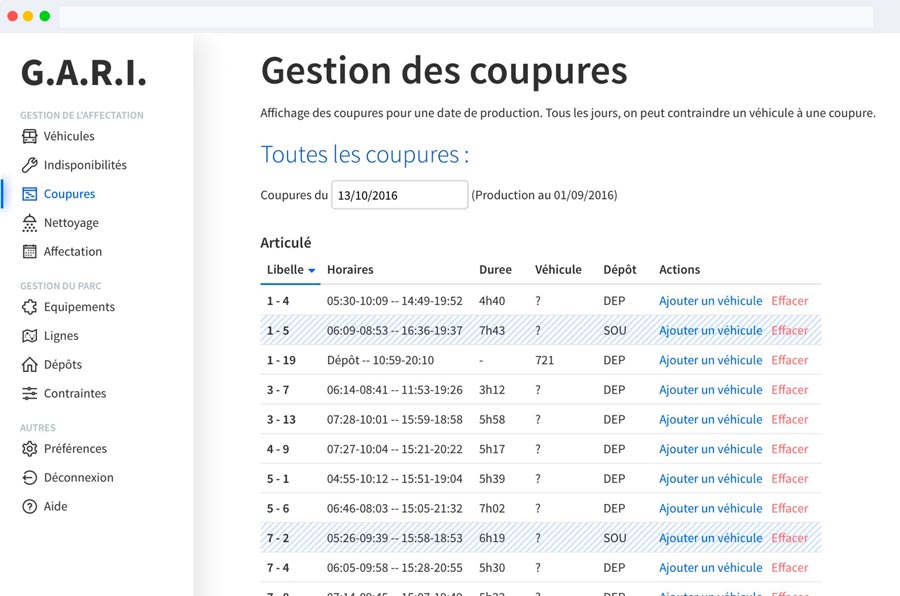 G.A.R.I.
GESTION DE L'AFFECTATION
Véhicules
Indisponibilités
Coupures
Nettoyage
Affectation
GESTION DU PARC
Equipements
Lignes
Dépôts
Contraintes
AUTRES
Préférences
Déconnexion
Aide
Gestion des coupures
Affichage des coupures pour une date de production. Tous les jours, on peut contraindre un véhicule à une coupure.
Toutes les coupures :
Coupures du 13/10/2016 (Production au 01/09/2016)
Articulé
Libelle Horaires Duree Véhicule Dépôt Actions
1 - 4 05:30-10:09 -- 14:49-19:52 4h40 ? DEP Ajouter un véhicule Effacer
1 - 5 06:09-08:53 -- 16:36-19:37 7h43 ? SOU Ajouter un véhicule Effacer
1 - 19 Dépôt -- 10:59-20:10 - 721 DEP Ajouter un véhicule Effacer
3 - 7 06:14-08:41 -- 11:53-19:26 3h12 ? DEP Ajouter un véhicule Effacer
3 - 13 07:28-10:01 -- 15:59-18:58 5h58 ? DEP Ajouter un véhicule Effacer
4 - 9 07:27-10:04 -- 15:21-20:22 5h17 ? DEP Ajouter un véhicule Effacer
5 - 1 04:55-10:12 -- 15:51-19:04 5h39 ? DEP Ajouter un véhicule Effacer
5 - 6 06:46-08:03 -- 15:05-21:32 7h02 ? DEP Ajouter un véhicule Effacer
7 - 2 05:26-09:39 -- 15:58-18:53 6h19 ? SOU Ajouter un véhicule Effacer
7 - 4 06:05-09:58 -- 15:28-20:55 5h30 ? DEP Ajouter un véhicule Effacer
? DEP Ajouter un véhicule Effacer